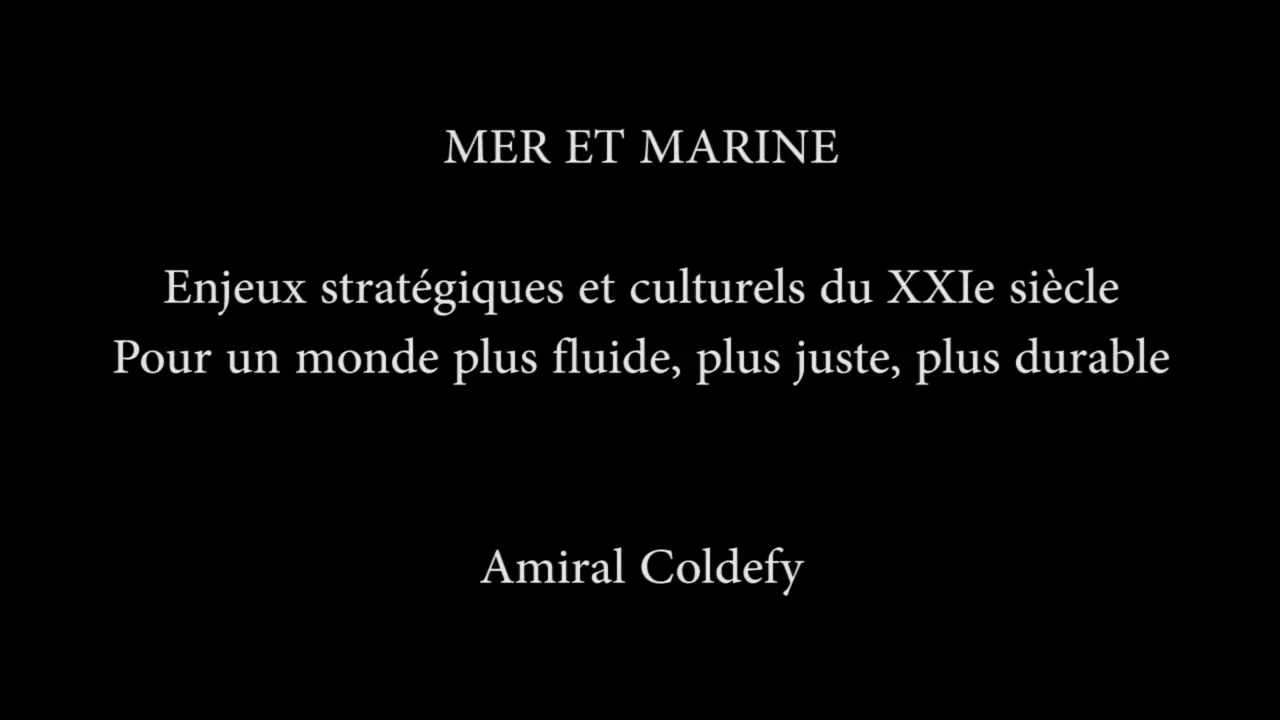 MER ET MARINE
Enjeux stratégiques et culturels du XXIe siècle
Pour un monde plus fluide, plus juste, plus durable
Amiral Coldefy